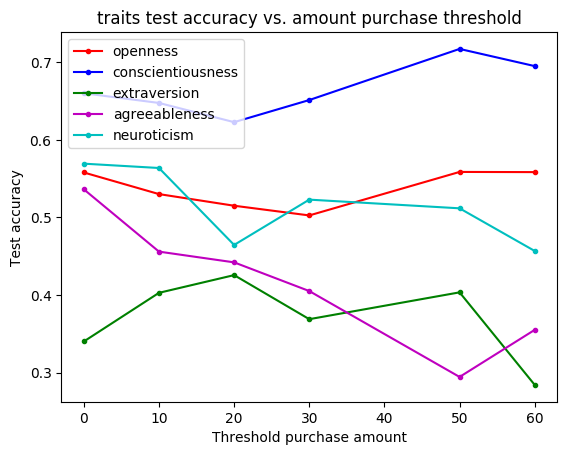 traits test accuracy vs. amount purchase threshold
openness
conscientiousness
extraversion
agreeableness
neuroticism
Test accuracy
0.7
0.6
0.5
0.4
0.3
0 10 20 30 40 50 60
Threshold purchase amount